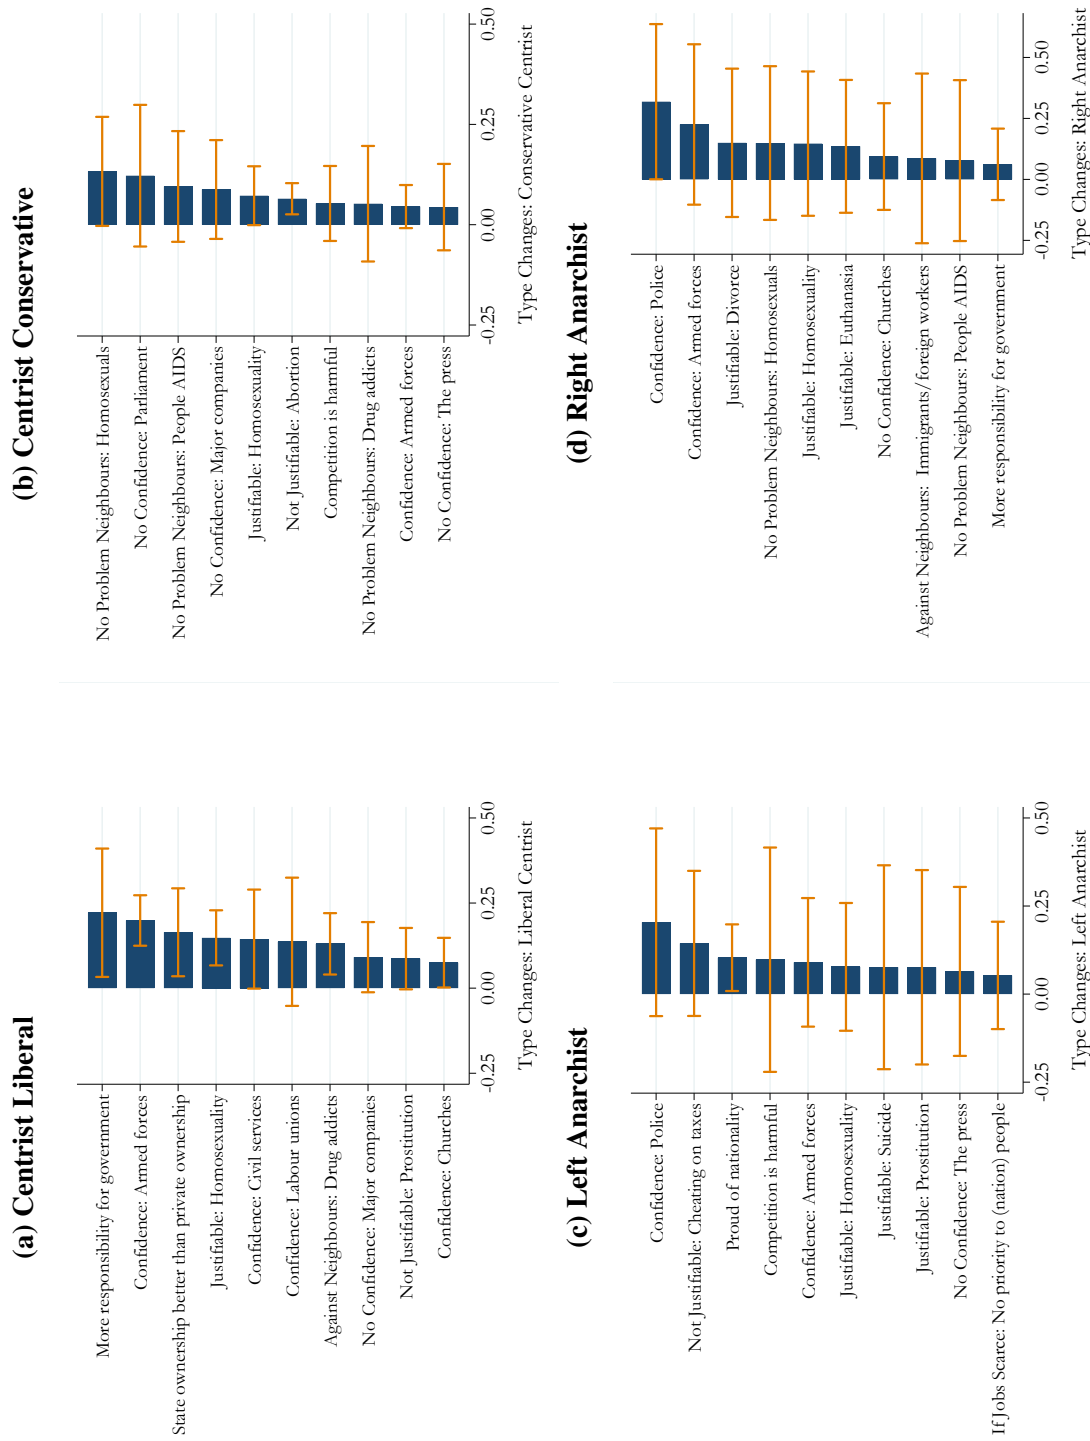 (a) Centrist Liberal
More responsibility for government
Confidence: Armed forces
State ownership better than private ownership
Justifiable: Homosexuality
Confidence: Civil services
Confidence: Labour unions
Against Neighbours: Drug addicts
No Confidence: Major companies
Not Justifiable: Prostitution
Confidence: Churches
-0.25 0.00 0.25 0.50
Type Changes: Liberal Centrist
(b) Centrist Conservative
No Problem Neighbours: Homosexuals
No Confidence: Parliament
No Problem Neighbours: People AIDS
No Confidence: Major companies
Justifiable: Homosexuality
Not Justifiable: Abortion
Competition is harmful
No Problem Neighbours: Drug addicts
Confidence: Armed forces
No Confidence: The press
-0.25 0.00 0.25 0.50
Type Changes: Conservative Centrist
(c) Left Anarchist
Confidence: Police
Not Justifiable: Cheating on taxes
Proud of nationality
Competition is harmful
Confidence: Armed forces
Justifiable: Homosexuality
Justifiable: Suicide
Justifiable: Prostitution
No Confidence: The press
If Jobs Scarce: No priority to (nation) people
-0.25 0.00 0.25 0.50
Type Changes: Left Anarchist
(d) Right Anarchist
Confidence: Police
Confidence: Armed forces
Justifiable: Divorce
No Problem Neighbours: Homosexuals
Justifiable: Homosexuality
Justifiable: Euthanasia
No Confidence: Churches
Against Neighbours: Immigrants/foreign workers
No Problem Neighbours: People AIDS
More responsibility for government
-0.25 0.00 0.25 0.50
Type Changes: Right Anarchist